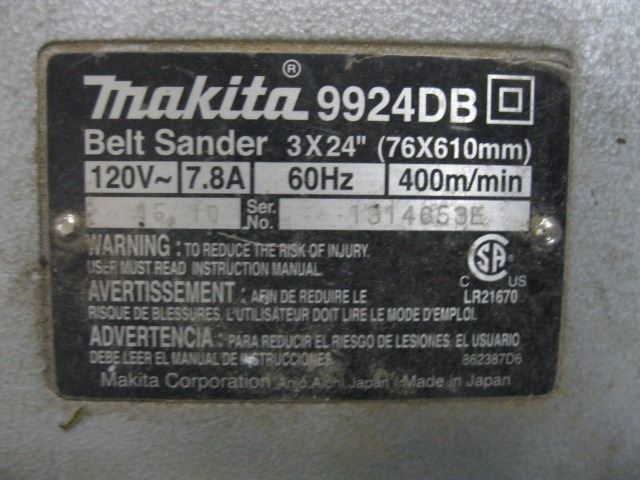 Makita® 9924DB
Belt Sander 3X24" (76X610mm)
120V~ 7.8A 60Hz 400m/min
Ser. No. 1314653E
WARNING : TO REDUCE THE RISK OF INJURY.
USER MUST READ INSTRUCTION MANUAL.
AVERTISSEMENT : AFIN DE REDUIRE LE
RISQUE DE BLESSURES, L'UTILISATEUR DOIT LIRE LE MODE D'EMPLOI.
ADVERTENCIA : PARA REDUCIR EL RIESGO DE LESIONES, EL USUARIO
DEBE LEER EL MANUAL DE INSTRUCCIONES.
SA
C US
LR21670
862387D6
Makita Corporation Anjo, Aichi Japan / Made in Japan